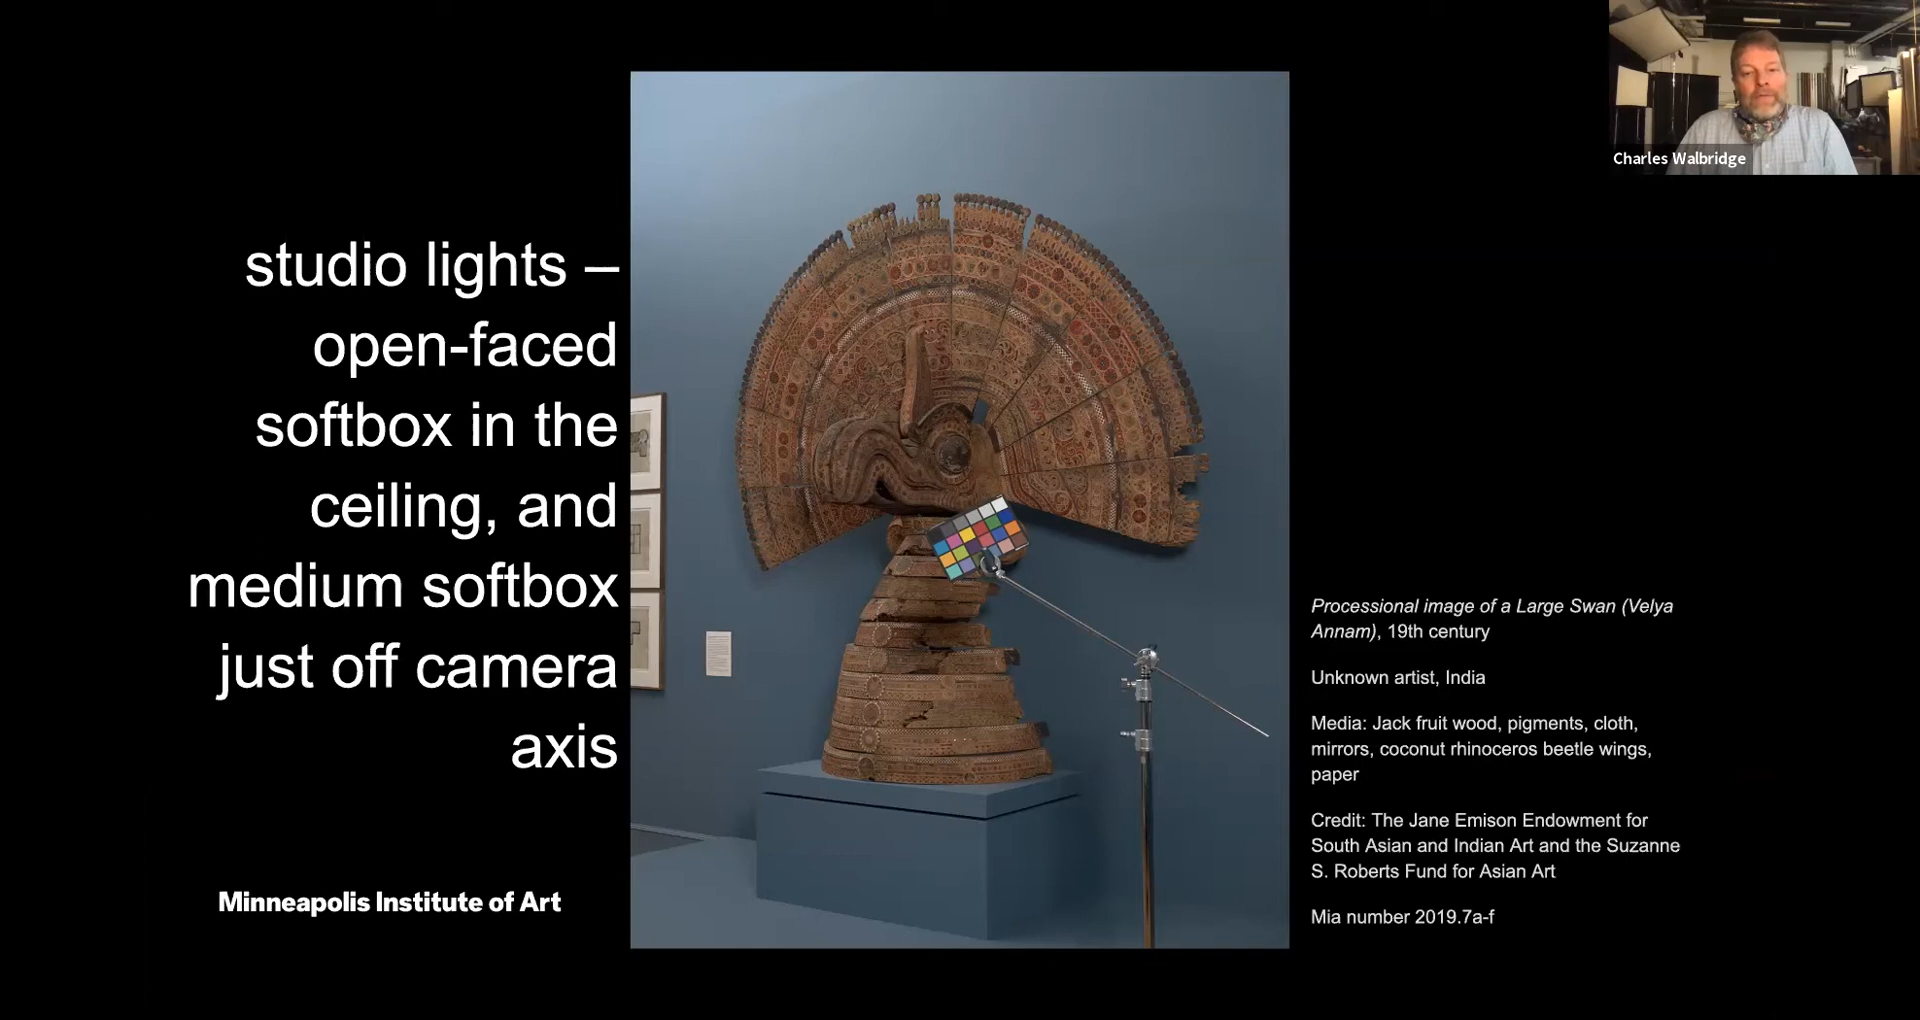 studio lights –
open-faced
softbox in the
ceiling, and
medium softbox
just off camera
axis
Minneapolis Institute of Art
Charles Walbridge
Processional image of a Large Swan (Velya
Annam), 19th century
Unknown artist, India
Media: Jack fruit wood, pigments, cloth,
mirrors, coconut rhinoceros beetle wings,
paper
Credit: The Jane Emison Endowment for
South Asian and Indian Art and the Suzanne
S. Roberts Fund for Asian Art
Mia number 2019.7a-f